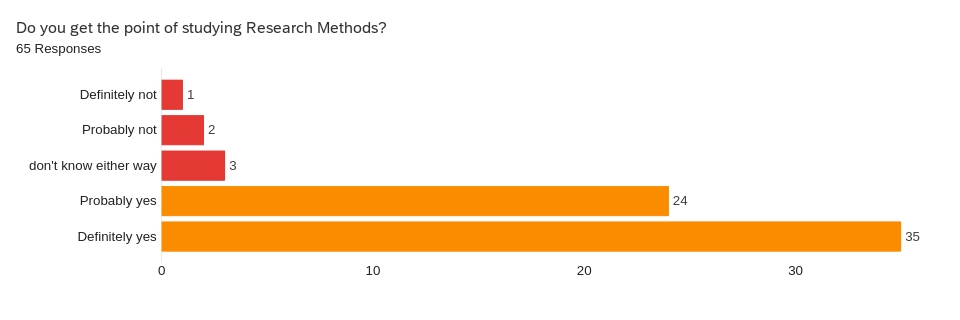 Do you get the point of studying Research Methods?
65 Responses
Definitely not 1
Probably not 2
don't know either way 3
Probably yes 24
Definitely yes 35
0 10 20 30